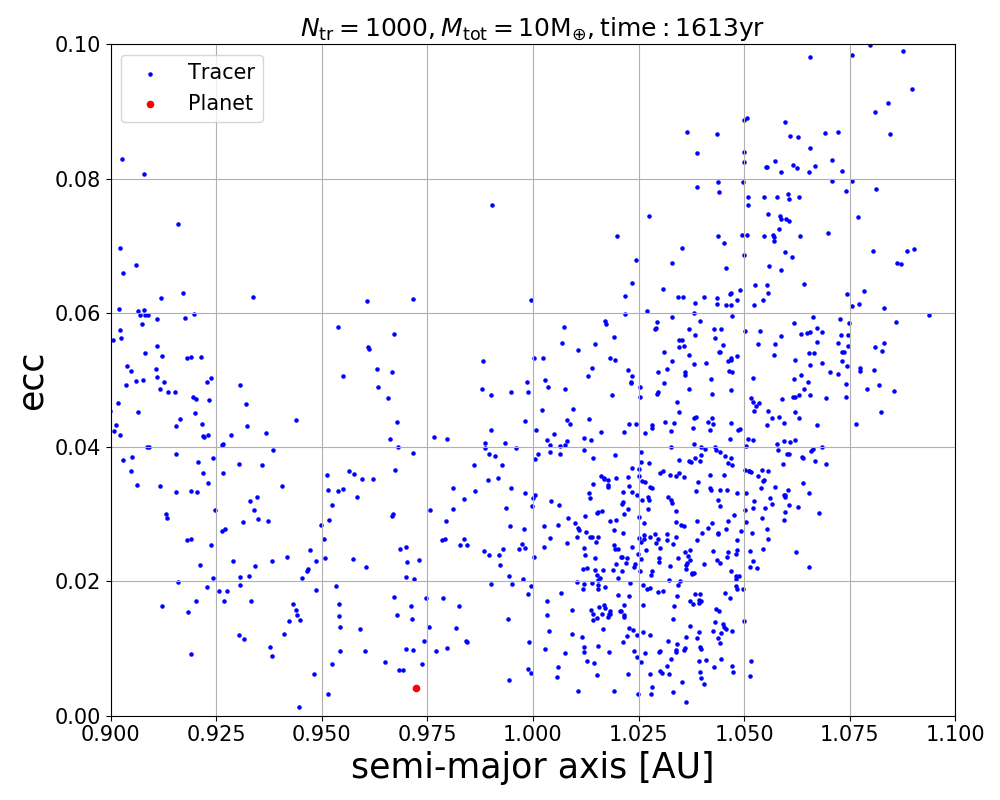 N_tr = 1000, M_tot = 10M_⊕, time : 1613yr
Tracer
Planet
0.10
0.08
0.06
0.04
0.02
0.00
ecc
0.900 0.925 0.950 0.975 1.000 1.025 1.050 1.075 1.100
semi-major axis [AU]